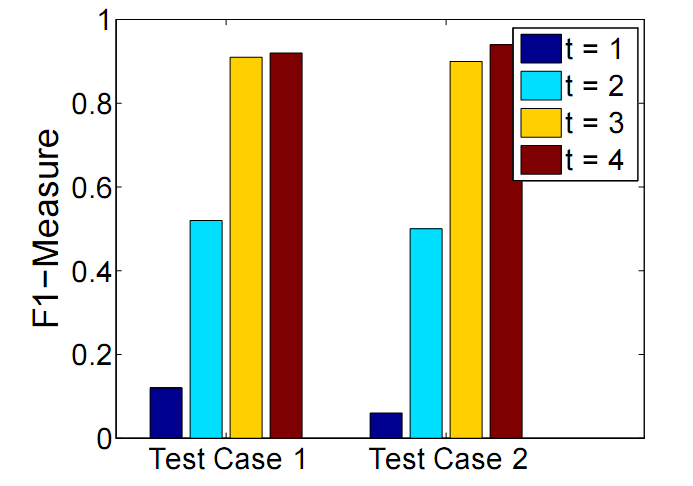 1
0.8
0.6
0.4
0.2
0
F1−Measure
Test Case 1
Test Case 2
t = 1
t = 2
t = 3
t = 4